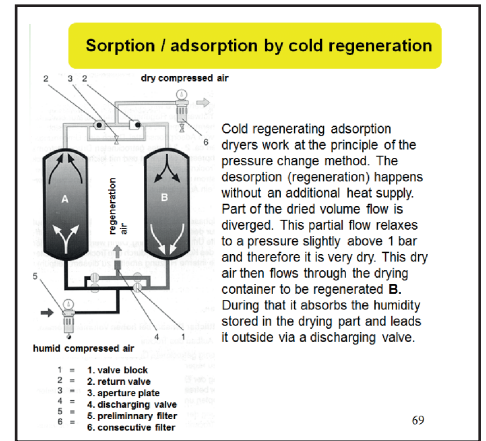 Sorption / adsorption by cold regeneration
2 3 2 dry compressed air
6
A
B
regeneration
air
Cold regenerating adsorption
dryers work at the principle of the
pressure change method. The
desorption (regeneration) happens
without an additional heat supply.
Part of the dried volume flow is
diverged. This partial flow relaxes
to a pressure slightly above 1 bar
and therefore it is very dry. This dry
air then flows through the drying
container to be regenerated B.
During that it absorbs the humidity
stored in the drying part and leads
it outside via a discharging valve.
5
4 1
humid compressed air
1 = 1. valve block
2 = 2. return valve
3 = 3. aperture plate
4 = 4. discharging valve
5 = 5. preliminnary filter
6 = 6. consecutive filter
69